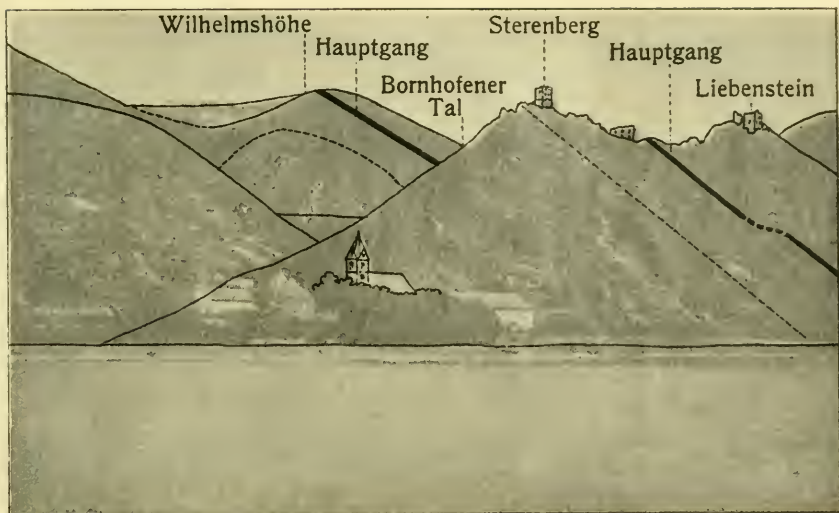 Wilhelmshöhe
Hauptgang
Bornhofener
Tal
Sterenberg
Hauptgang
Liebenstein